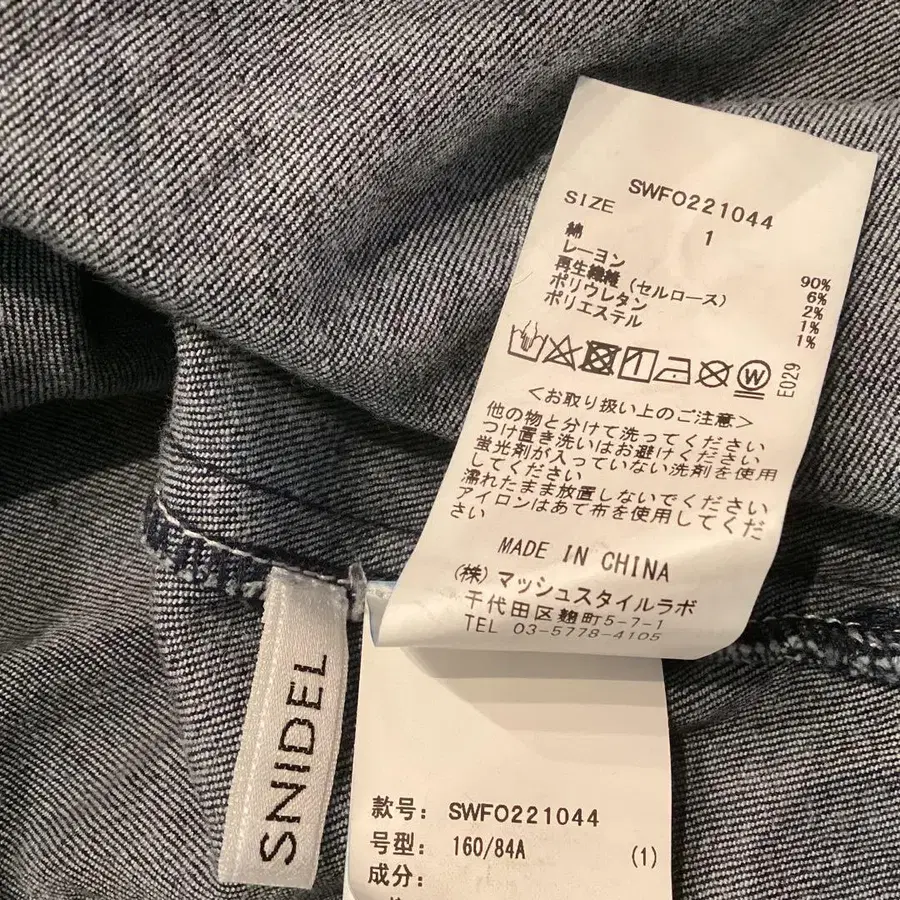 SWFO221044
SIZE 1
綿 90%
レーヨン 6%
再生繊維（セルロース） 2%
ポリウレタン 1%
ポリエステル 1%
W
E029
＜お取り扱い上のご注意＞
他の物と分けて洗ってください
つけ置き洗いはお避けください
蛍光剤が入っていない洗剤を使用
してください
濡れたまま放置しないでください
アイロンはあて布を使用してくだ
さい
MADE IN CHINA
(株)マッシュスタイルラボ
千代田区麹町5-7-1
TEL 03-5778-4105
SNIDEL
款号: SWFO221044
号型: 160/84A (1)
成分: